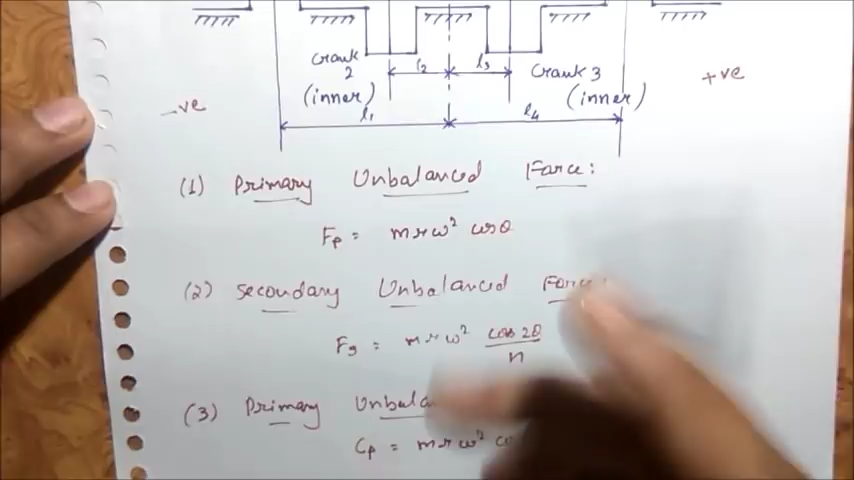 Crank l2 l3 Crank 3
2
(inner) (inner) +ve
-ve l1 l4
(1) Primary Unbalanced Force:
Fp = mrω² cosθ
(2) Secondary Unbalanced Force:
Fs = mrω² cos2θ
n
(3) Primary
Cp = mrω²